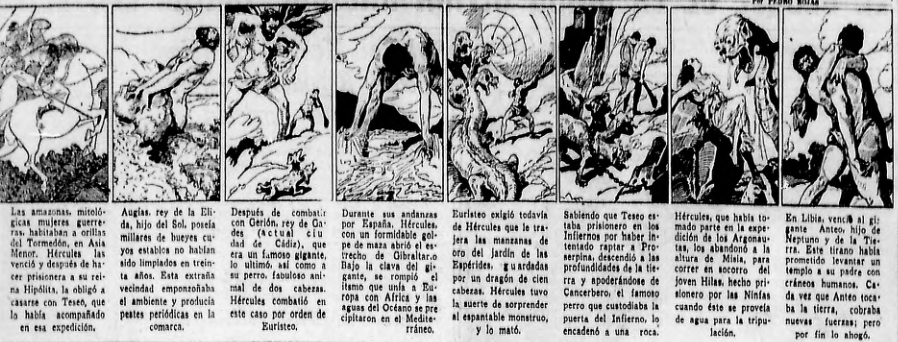 Por PEDRO ROJAS
Las amazonas, mitoló-
gicas mujeres guerre-
ras, habitaban a orillas
del Tormedón, en Asia
Menor. Hércules las
venció y después de ha-
cer prisionera a su rei-
na Hipólita, la obligó a
casarse con Teseo, que
la había acompañado
en esa expedición.
Augias, rey de la Eli-
da, hijo del Sol, poseía
millares de bueyes cu-
yos establos no habían
sido limpiados en trein-
ta años. Esta extraña
vecindad emponzoñaba
el ambiente y producía
pestes periódicas en la
comarca.
Después de combatir
con Gerión, rey de Ga-
des (actual ciu
dad de Cádiz), que
era un famoso gigante,
lo ultimó, así como a
su perro, fabuloso ani-
mal de dos cabezas.
Hércules combatió en
este caso por orden de
Euristeo.
Durante sus andanzas
por España, Hércules,
con un formidable gol-
pe de maza abrió el es-
trecho de Gibraltar.
Bajo la clava del gi-
gante, se rompió el
itsmo que unía a Eu-
ropa con Africa y las
aguas del Océano se pre
cipitaron en el Medite-
rráneo.
Euristeo exigió todavía
de Hércules que le tra-
jera las manzanas de
oro del jardín de las
Espérides, guardadas
por un dragón de cien
cabezas. Hércules tuvo
la suerte de sorprender
al espantable monstruo,
y lo mató.
Sabiendo que Teseo es-
taba prisionero en los
Infiernos por haber in-
tentado raptar a Pro-
serpina, descendió a las
profundidades de la tie-
rra y apoderándose de
Cancerbero, el famoso
perro que custodiaba la
puerta del Infierno, lo
encadenó a una roca.
Hércules, que había to-
mado parte en la expe-
dición de los Argonau-
tas, los abandonó a la
altura de Misia, para
correr en socorro del
joven Hilas, hecho pri-
sionero por las Ninfas
cuando éste se proveía
de agua para la tripu-
lación.
En Libia, venció al gi-
gante Anteo, hijo de
Neptuno y de la Tie-
rra. Este tirano había
prometido levantar un
templo a su padre con
cráneos humanos. Ca-
da vez que Anteo toca-
ba la tierra, cobraba
nuevas fuerzas; pero
por fin lo ahogó.